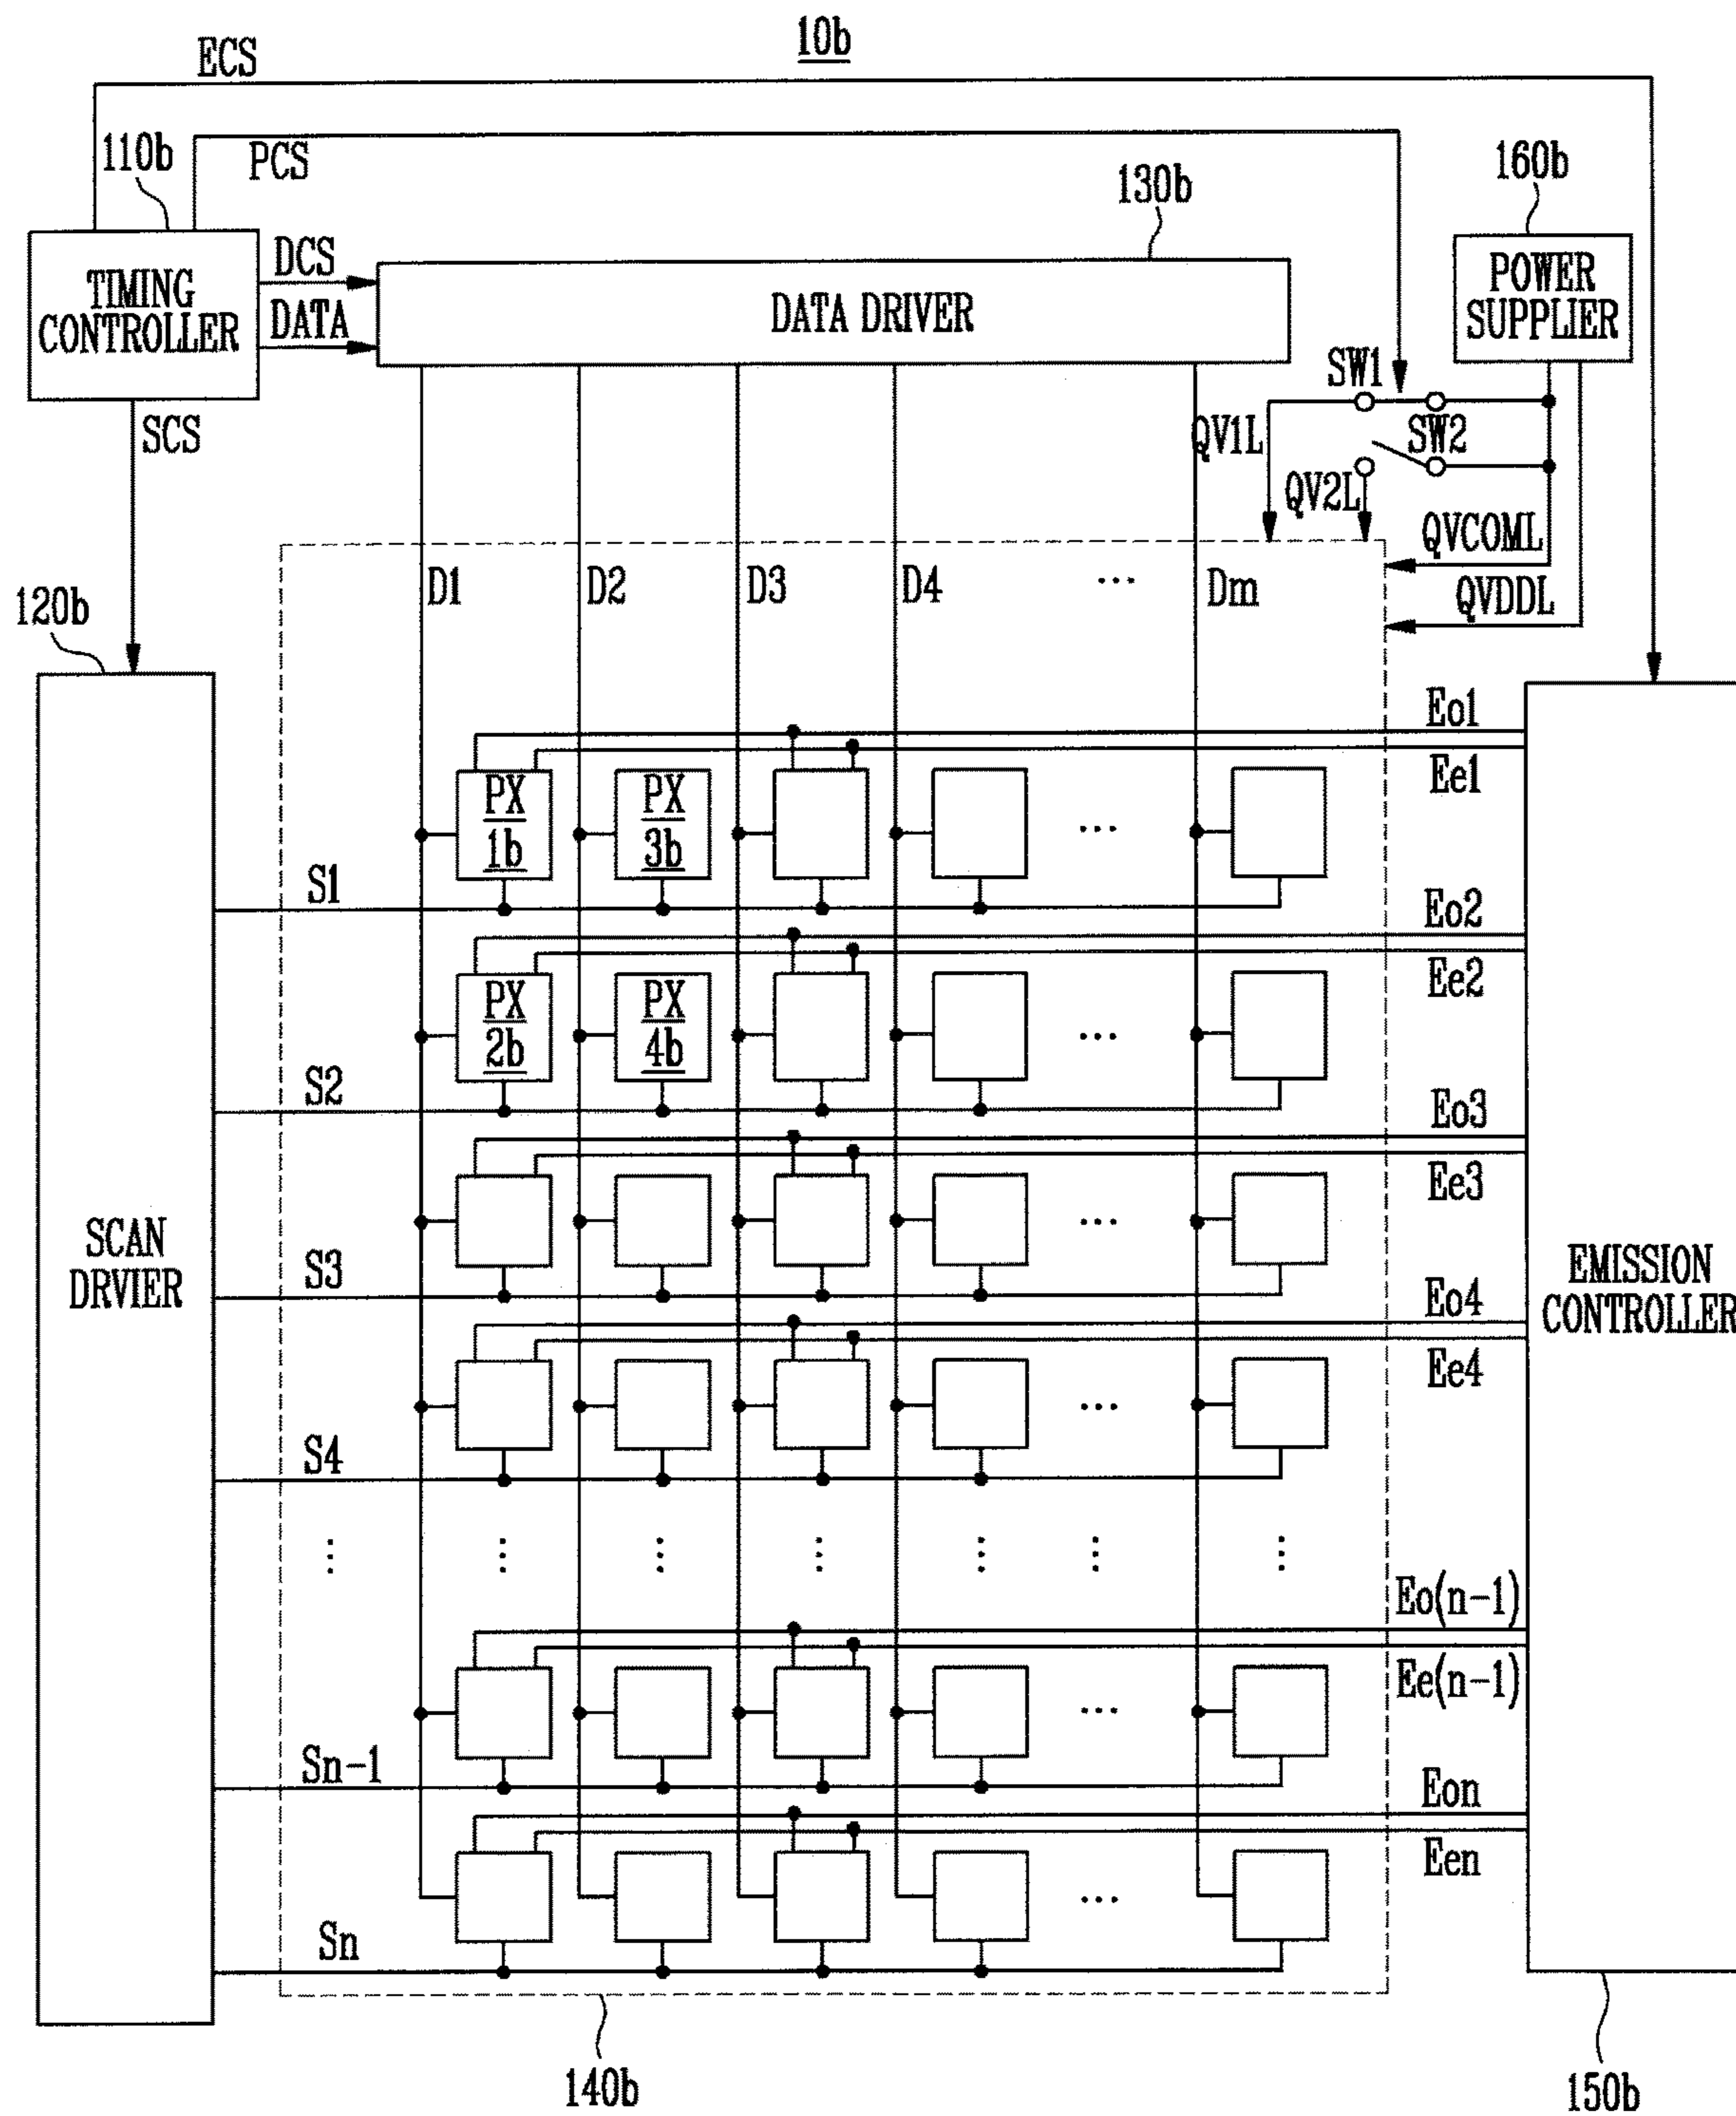 10b
ECS
PCS
110b
130b
160b
TIMING
CONTROLLER
DCS
DATA
DATA DRIVER
POWER
SUPPLIER
SCS
SW1
SW2
QV1L
QV2L
QVCOML
QVDDL
120b
D1
D2
D3
D4
...
Dm
Eo1
Ee1
PX
1b
PX
3b
...
S1
Eo2
Ee2
PX
2b
PX
4b
...
S2
Eo3
Ee3
...
S3
SCAN
DRVIER
EMISSION
CONTROLLER
Eo4
Ee4
...
S4
Eo(n-1)
Ee(n-1)
...
Sn-1
Eon
Een
...
Sn
140b
150b